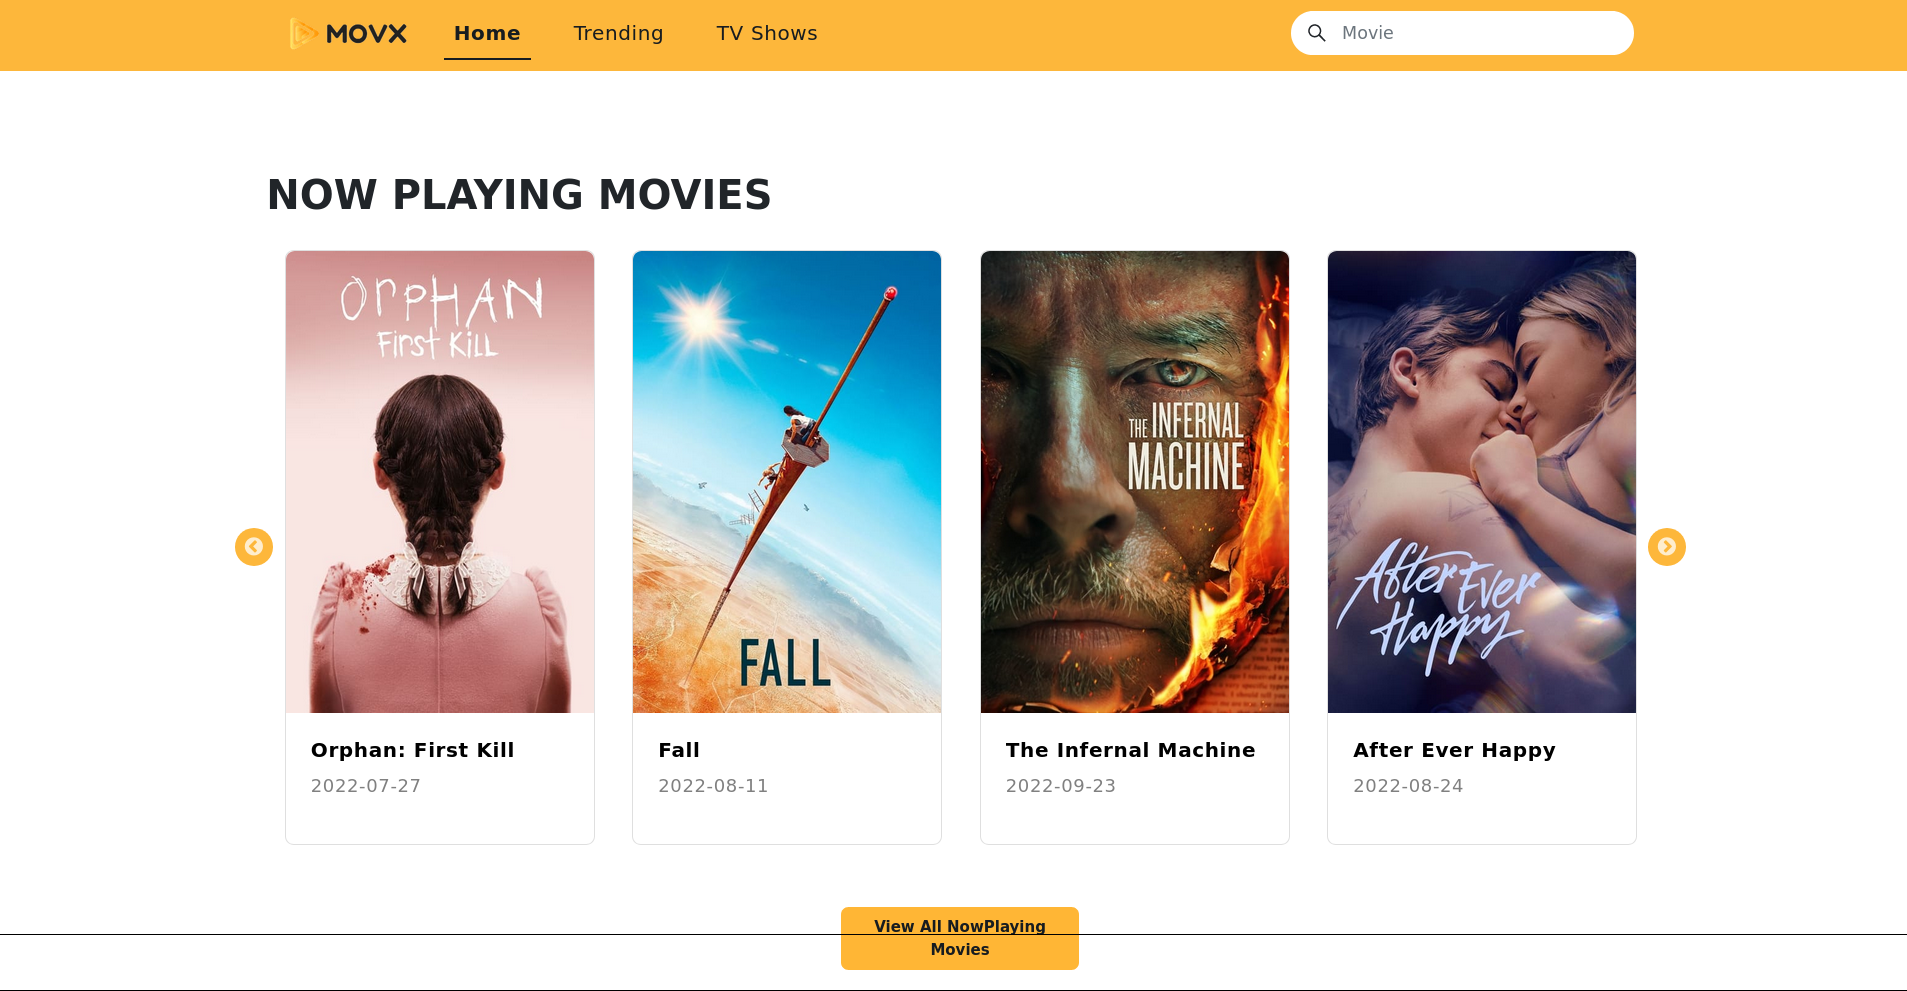 MOVX
Home
Trending
TV Shows
Movie
NOW PLAYING MOVIES
ORPHAN
First Kill
FALL
THE INFERNAL
MACHINE
After Ever
Happy
Orphan: First Kill
2022-07-27
Fall
2022-08-11
The Infernal Machine
2022-09-23
After Ever Happy
2022-08-24
View All NowPlaying
Movies